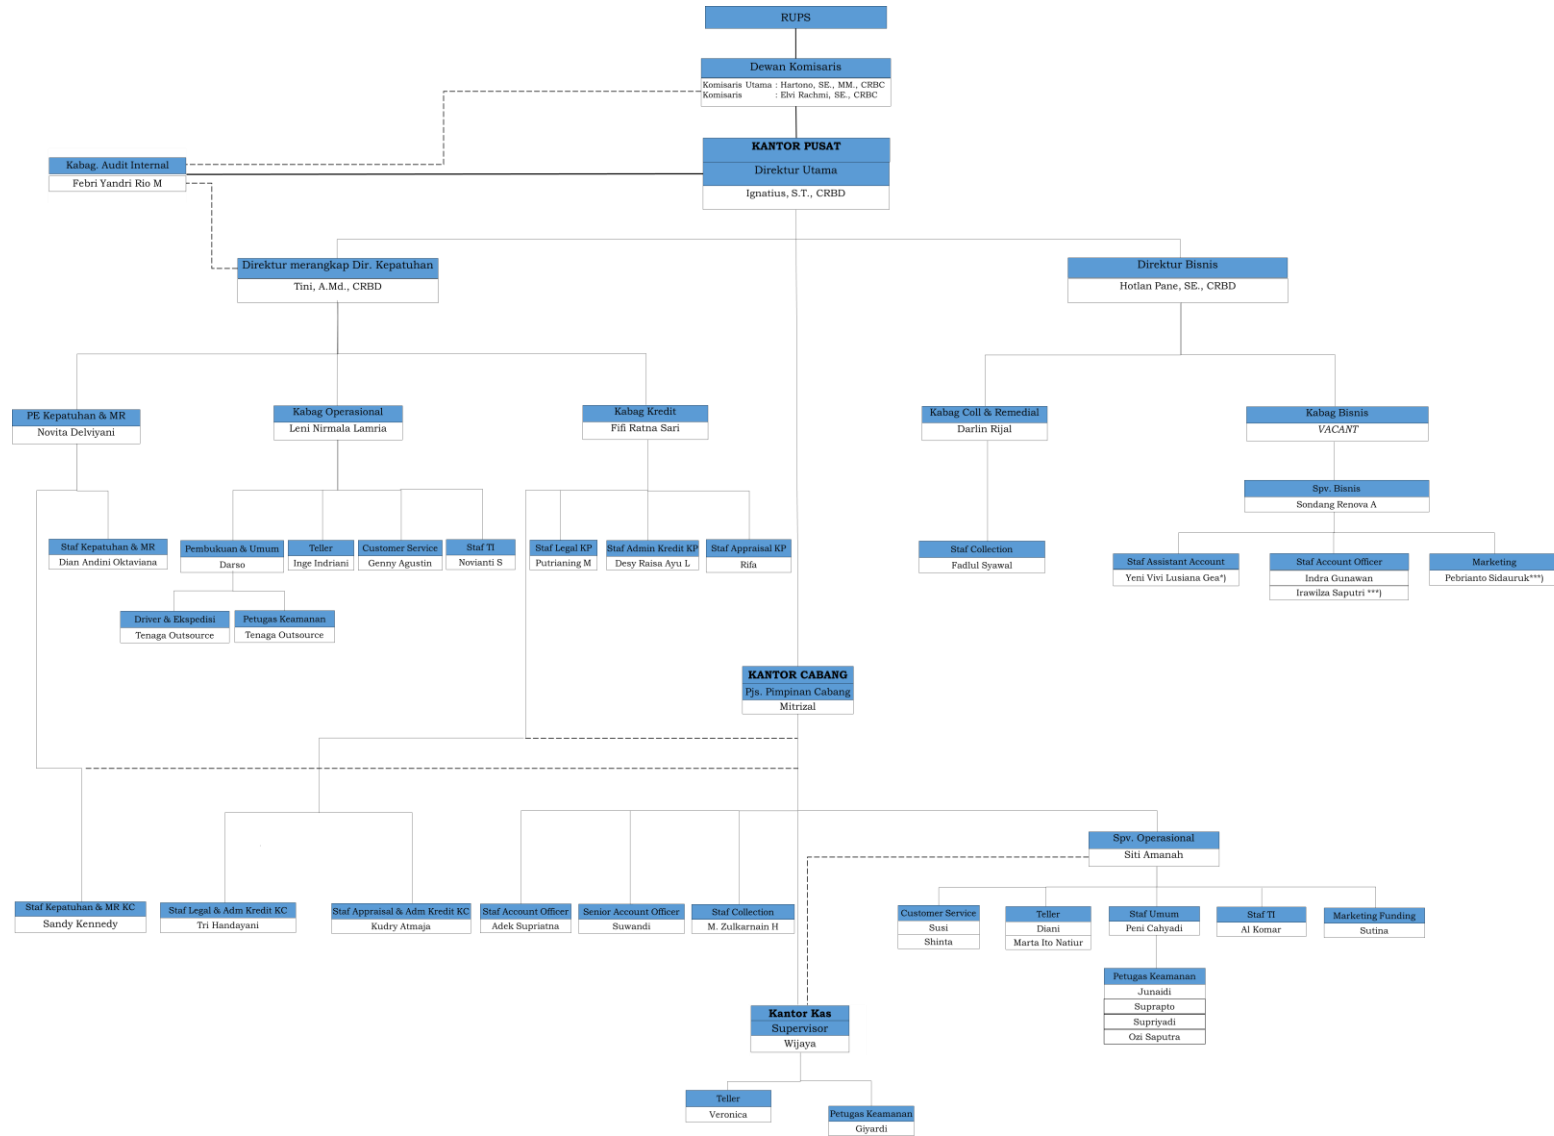 RUPS
Dewan Komisaris
Komisaris Utama : Hartono, SE., MM., CRBC
Komisaris : Elvi Rachmi, SE., CRBC
KANTOR PUSAT
Direktur Utama
Ignatius, S.T., CRBD
Kabag. Audit Internal
Febri Yandri Rio M
Direktur merangkap Dir. Kepatuhan
Tini, A.Md., CRBD
Direktur Bisnis
Hotlan Pane, SE., CRBD
PE Kepatuhan & MR
Novita Delviyani
Kabag Operasional
Leni Nirmala Lamria
Kabag Kredit
Fifi Ratna Sari
Kabag Coll & Remedial
Darlin Rijal
Kabag Bisnis
VACANT
Spv. Bisnis
Sondang Renova A
Staf Kepatuhan & MR
Dian Andini Oktaviana
Pembukuan & Umum
Darso
Teller
Inge Indriani
Customer Service
Genny Agustin
Staf TI
Novianti S
Staf Legal KP
Putrianing M
Staf Admin Kredit KP
Desy Raisa Ayu L
Staf Appraisal KP
Rifa
Staf Collection
Fadlul Syawal
Staf Assistant Account
Yeni Vivi Lusiana Gea*)
Staf Account Officer
Indra Gunawan
Irawilza Saputri ***)
Marketing
Pebrianto Sidauruk***)
Driver & Ekspedisi
Tenaga Outsource
Petugas Keamanan
Tenaga Outsource
KANTOR CABANG
Pjs. Pimpinan Cabang
Mitrizal
Spv. Operasional
Siti Amanah
Staf Kepatuhan & MR KC
Sandy Kennedy
Staf Legal & Adm Kredit KC
Tri Handayani
Staf Appraisal & Adm Kredit KC
Kudry Atmaja
Staf Account Officer
Adek Supriatna
Senior Account Officer
Suwandi
Staf Collection
M. Zulkarnain H
Customer Service
Susi
Shinta
Teller
Diani
Marta Ito Natiur
Staf Umum
Peni Cahyadi
Staf TI
Al Komar
Marketing Funding
Sutina
Petugas Keamanan
Junaidi
Suprapto
Supriyadi
Ozi Saputra
Kantor Kas
Supervisor
Wijaya
Teller
Veronica
Petugas Keamanan
Giyardi